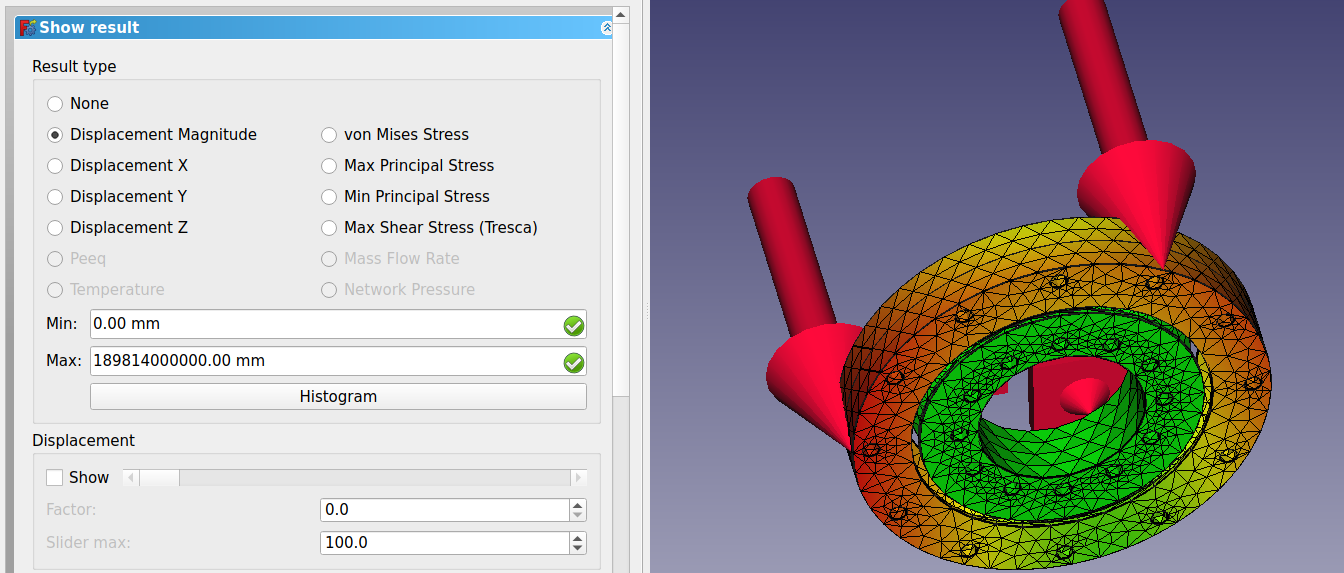 Show result
Result type
None
Displacement Magnitude von Mises Stress
Displacement X Max Principal Stress
Displacement Y Min Principal Stress
Displacement Z Max Shear Stress (Tresca)
Peeq Mass Flow Rate
Temperature Network Pressure
Min: 0.00 mm
Max: 189814000000.00 mm
Histogram
Displacement
Show
Factor: 0.0
Slider max: 100.0